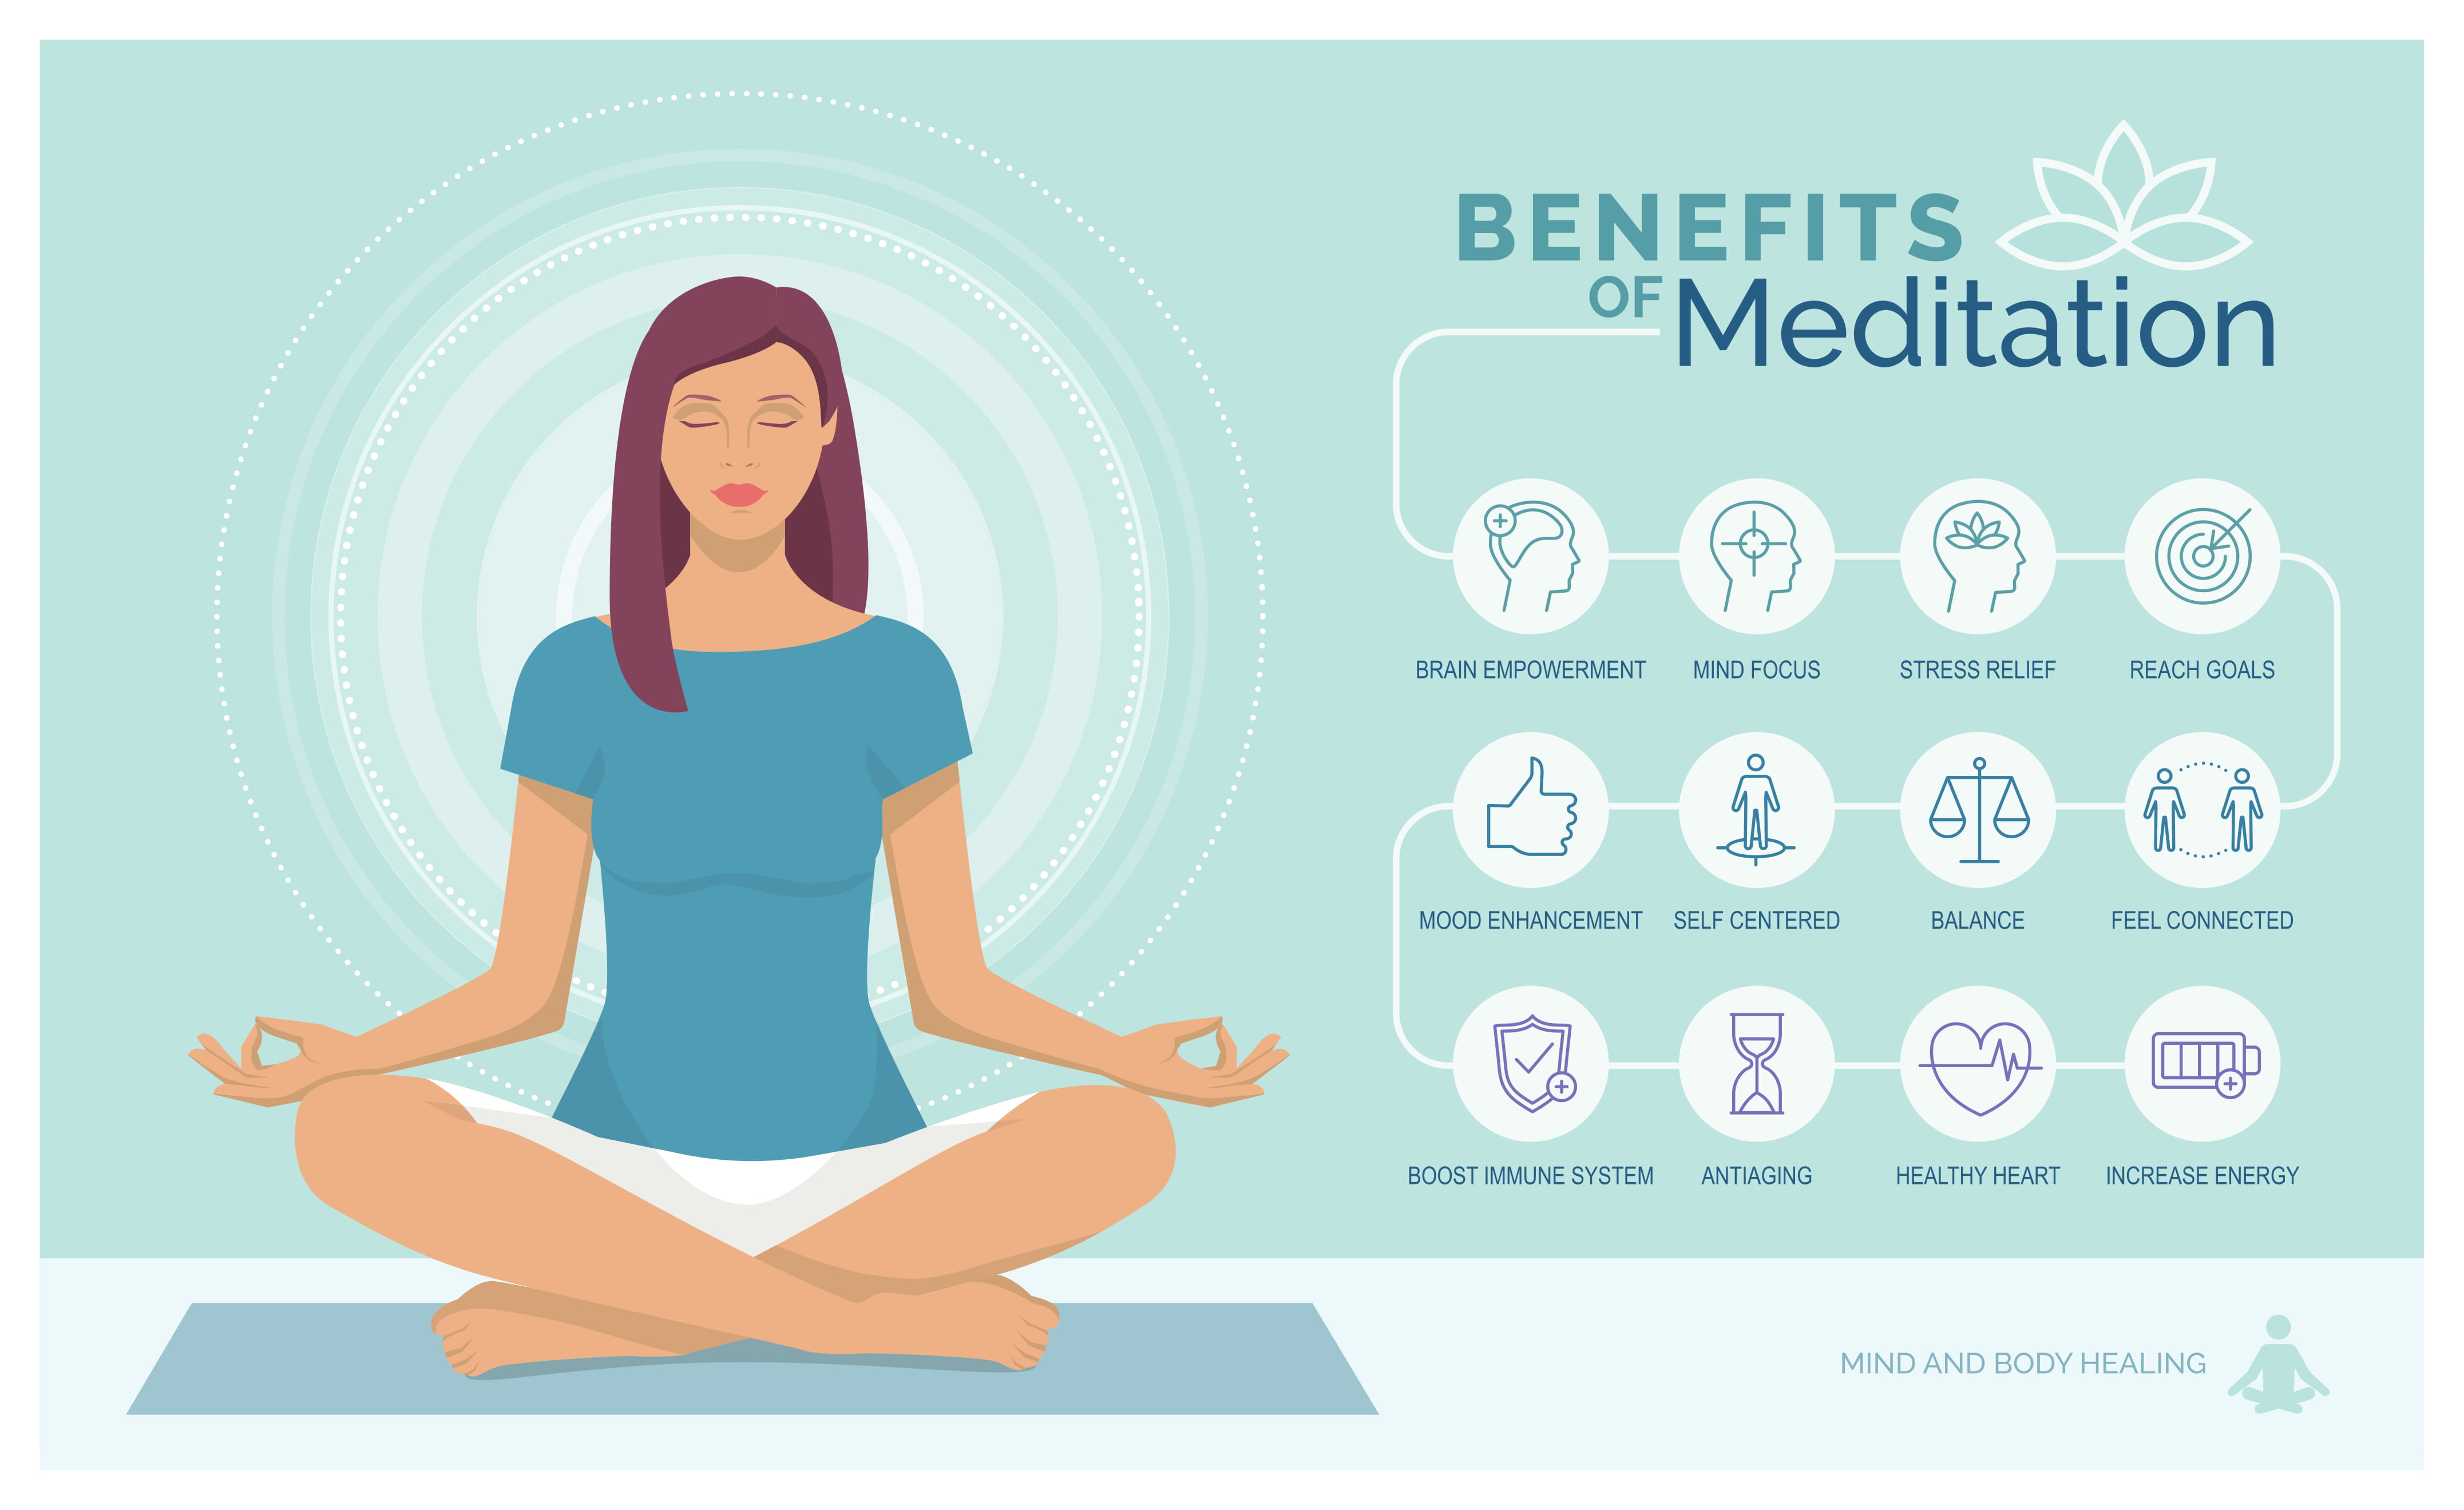 BENEFITS
OF Meditation
BRAIN EMPOWERMENT MIND FOCUS STRESS RELIEF REACH GOALS
MOOD ENHANCEMENT SELF CENTERED BALANCE FEEL CONNECTED
BOOST IMMUNE SYSTEM ANTIAGING HEALTHY HEART INCREASE ENERGY
MIND AND BODY HEALING